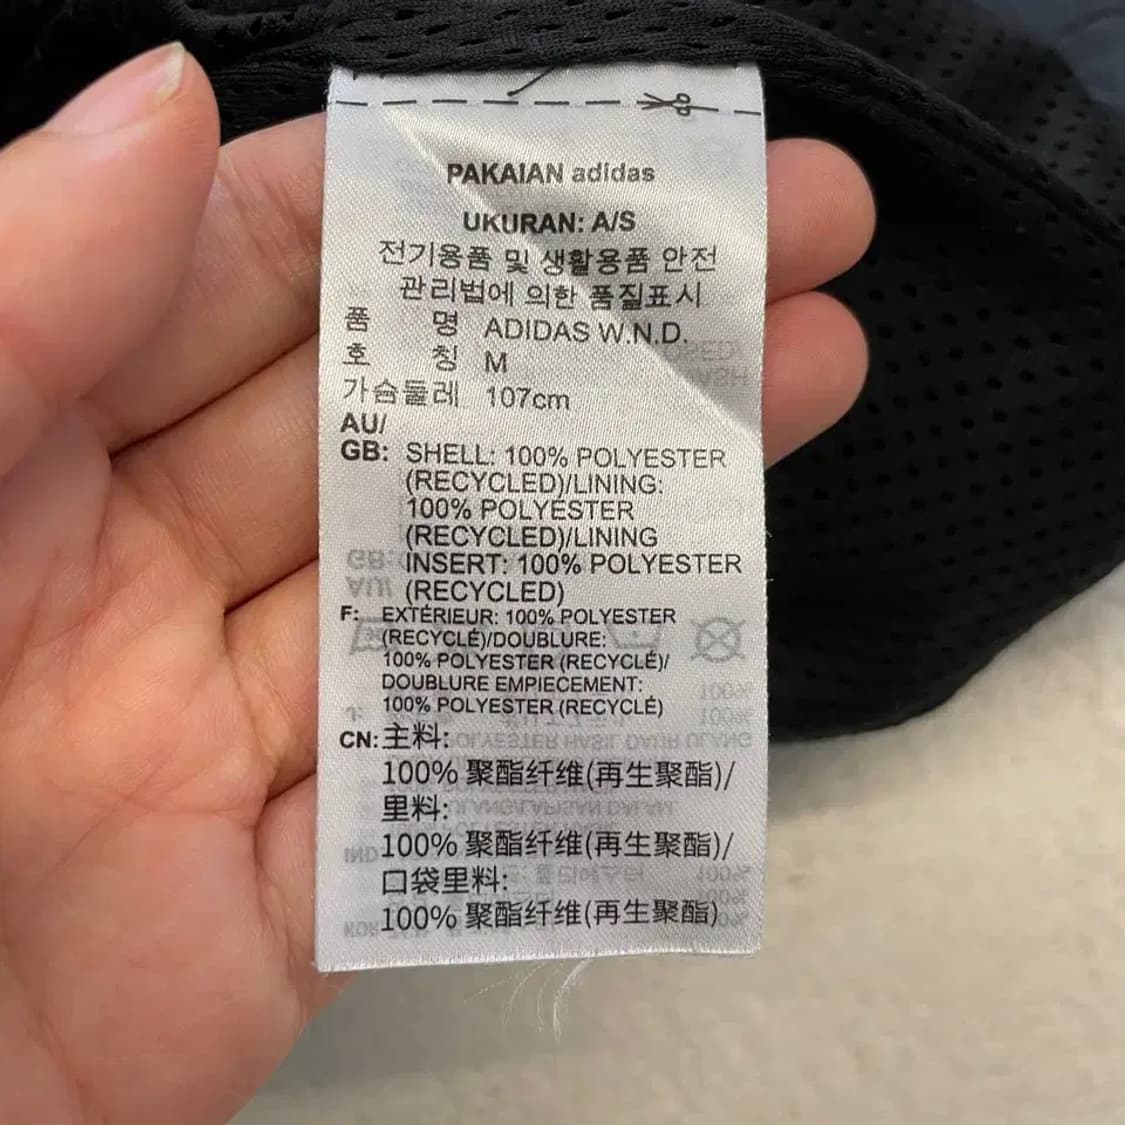 PAKAIAN adidas
UKURAN: A/S
전기용품 및 생활용품 안전
관리법에 의한 품질표시
품 명 ADIDAS W.N.D.
호 칭 M
가슴둘레 107cm
AU/
GB: SHELL: 100% POLYESTER
(RECYCLED)/LINING:
100% POLYESTER
(RECYCLED)/LINING
INSERT: 100% POLYESTER
(RECYCLED)
F: EXTÉRIEUR: 100% POLYESTER
(RECYCLÉ)/DOUBLURE:
100% POLYESTER (RECYCLÉ)/
DOUBLURE EMPIECEMENT:
100% POLYESTER (RECYCLÉ)
CN: 主料:
100% 聚酯纤维(再生聚酯)/
里料:
100% 聚酯纤维(再生聚酯)/
口袋里料:
100% 聚酯纤维(再生聚酯)